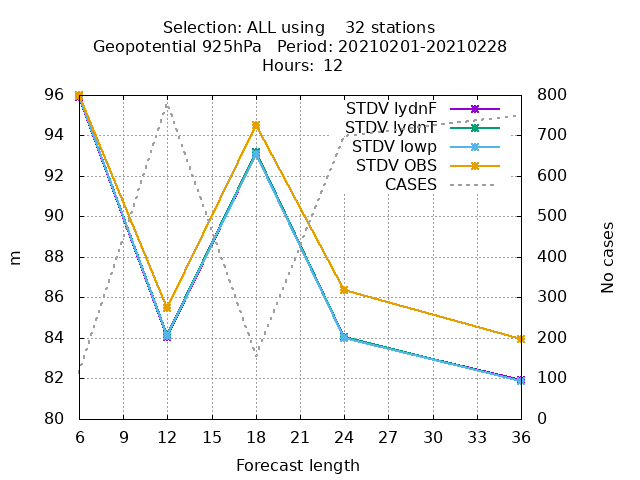 Selection: ALL using    32 stations
Geopotential 925hPa   Period: 20210201-20210228
Hours:  12
96 800
STDV lydnF
94 700
STDV lydnT
STDV lowp
92 600
STDV OBS
CASES
90 500
88 400
m
No cases
86 300
84 200
82 100
80 0
6 9 12 15 18 21 24 27 30 33 36
Forecast length